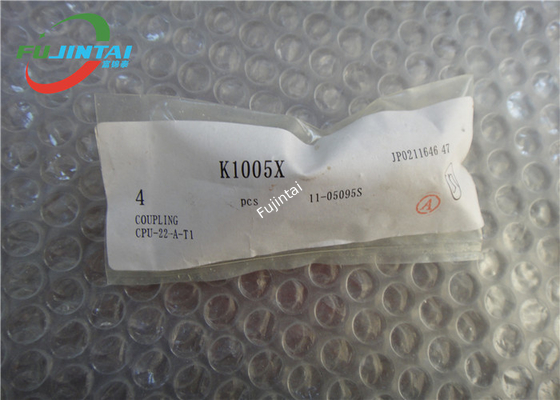 FUJINTAI
K1005X
JP0211646 47
4
pcs
11-05095S
COUPLING
CPU-22-A-T1
Fujintai